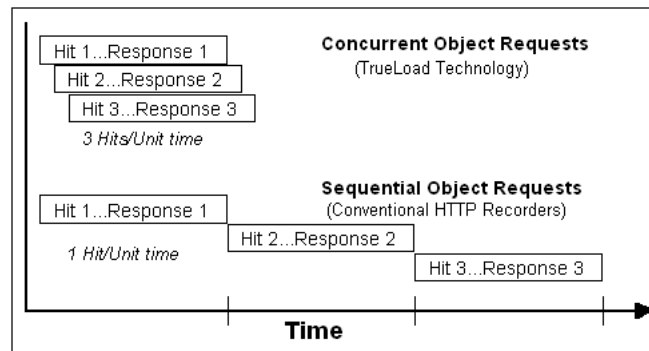 Hit 1...Response 1
Concurrent Object Requests
(TrueLoad Technology)
Hit 2...Response 2
Hit 3...Response 3
3 Hits/Unit time
Sequential Object Requests
(Conventional HTTP Recorders)
Hit 1...Response 1
Hit 2...Response 2
1 Hit/Unit time
Hit 3...Response 3
Time